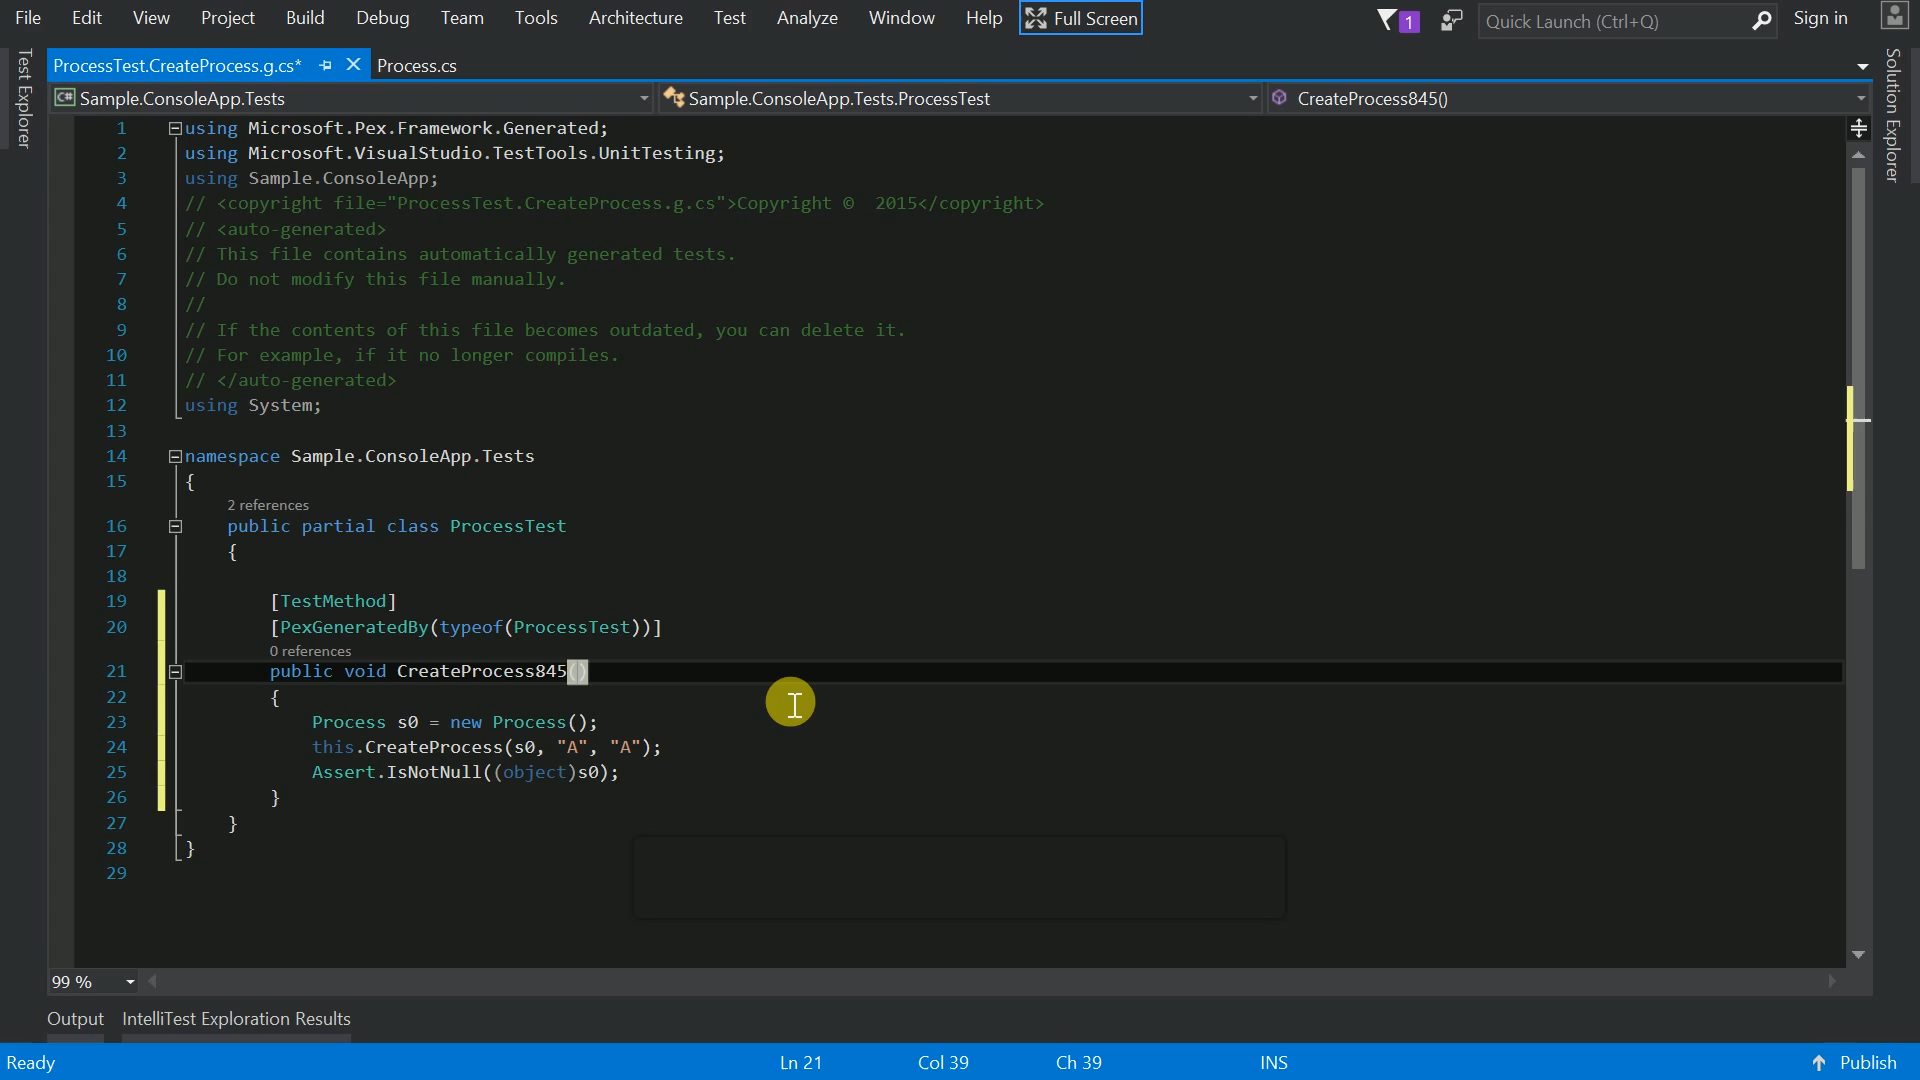 File Edit View Project Build Debug Team Tools Architecture Test Analyze Window Help Full Screen 1 Quick Launch (Ctrl+Q) Sign in
Test Explorer
ProcessTest.CreateProcess.g.cs* Process.cs
Solution Explorer
C# Sample.ConsoleApp.Tests Sample.ConsoleApp.Tests.ProcessTest CreateProcess845()
1 using Microsoft.Pex.Framework.Generated;
2 using Microsoft.VisualStudio.TestTools.UnitTesting;
3 using Sample.ConsoleApp;
4 // <copyright file="ProcessTest.CreateProcess.g.cs">Copyright ©  2015</copyright>
5 // <auto-generated>
6 // This file contains automatically generated tests.
7 // Do not modify this file manually.
8 //
9 // If the contents of this file becomes outdated, you can delete it.
10 // For example, if it no longer compiles.
11 // </auto-generated>
12 using System;
13
14 namespace Sample.ConsoleApp.Tests
15 {
2 references
16 public partial class ProcessTest
17 {
18
19 [TestMethod]
20 [PexGeneratedBy(typeof(ProcessTest))]
0 references
21 public void CreateProcess845()
22 {
23 Process s0 = new Process();
24 this.CreateProcess(s0, "A", "A");
25 Assert.IsNotNull((object)s0);
26 }
27 }
28 }
29
99 %
Output IntelliTest Exploration Results
Ready Ln 21 Col 39 Ch 39 INS Publish